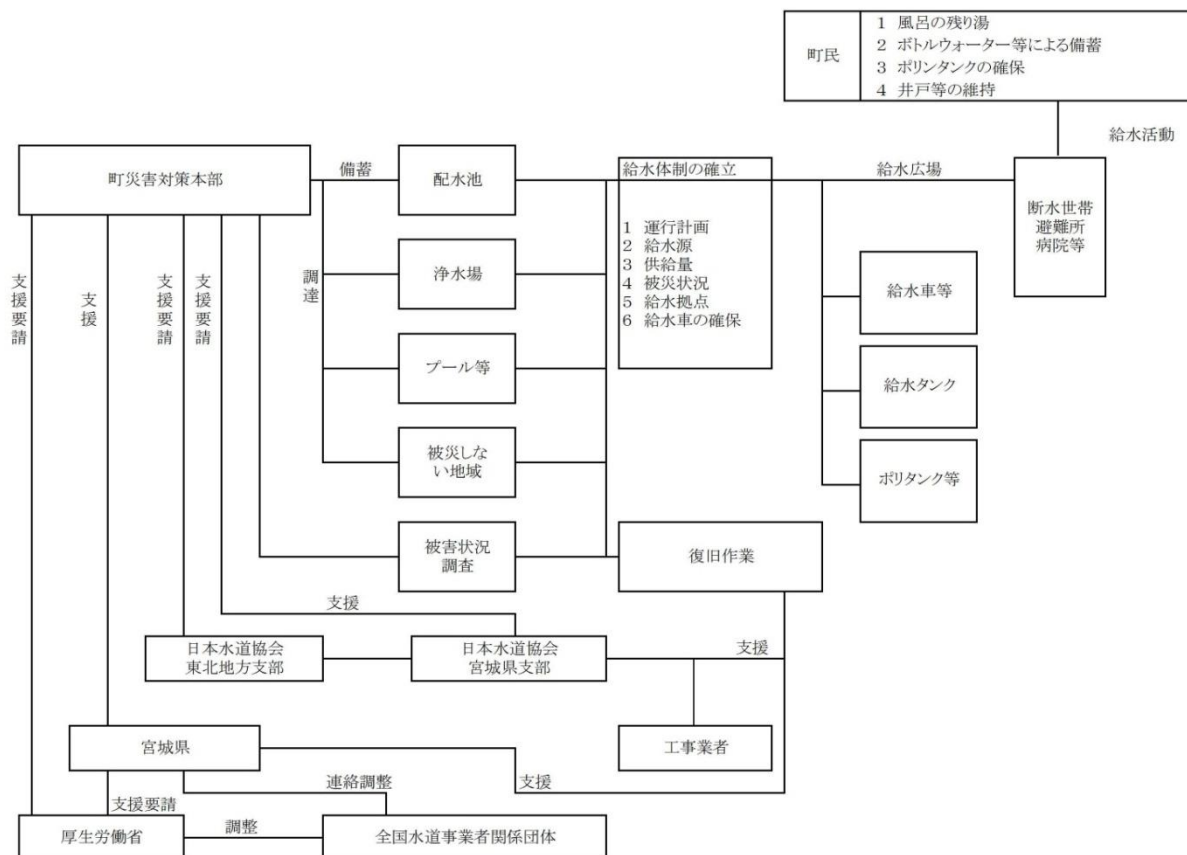 町民
1 風呂の残り湯
2 ボトルウォーター等による備蓄
3 ポリンタンクの確保
4 井戸等の維持
給水活動
町災害対策本部
備蓄
配水池
給水体制の確立
給水広場
断水世帯
避難所
病院等
1 運行計画
2 給水源
3 供給量
4 被災状況
5 給水拠点
6 給水車の確保
支援要請
支援
支援要請
支援要請
調達
浄水場
給水車等
プール等
給水タンク
被災しな
い地域
ポリタンク等
被害状況
調査
復旧作業
支援
日本水道協会
東北地方支部
日本水道協会
宮城県支部
支援
宮城県
工事業者
連絡調整
支援
支援要請
厚生労働省
調整
全国水道事業者関係団体